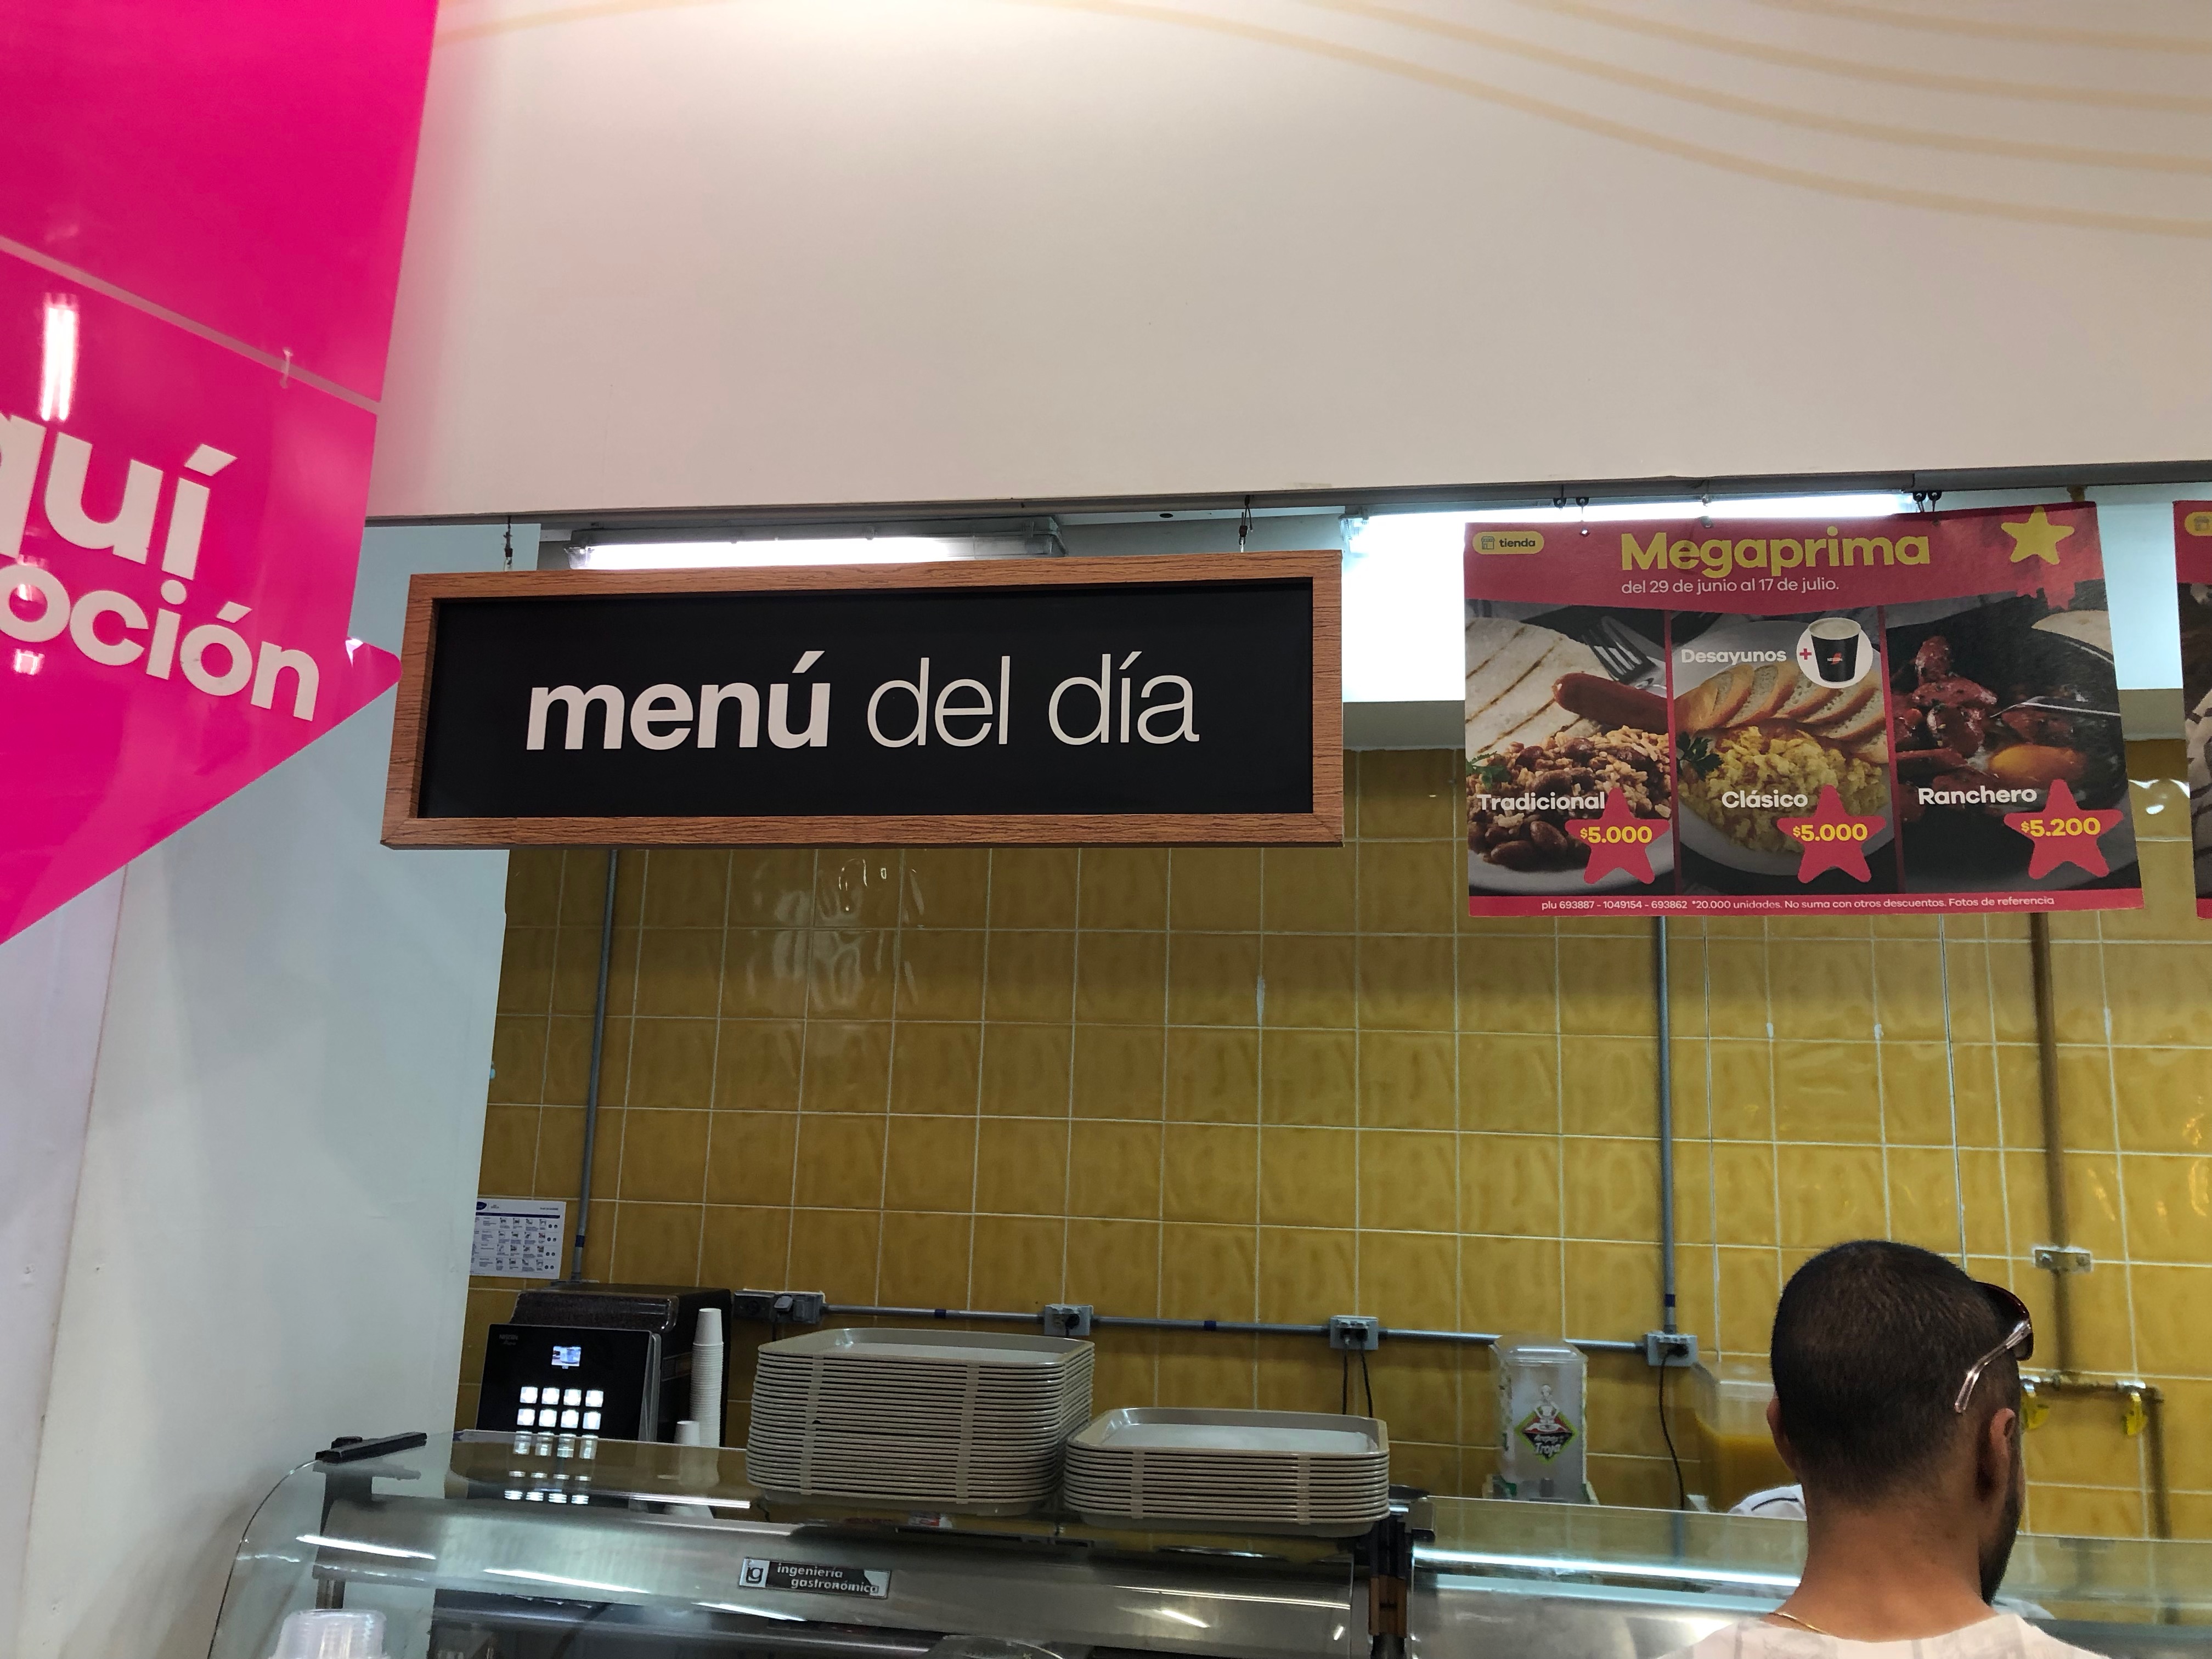 quí
oción
menú del día
tienda
Megaprima
del 29 de junio al 17 de julio.
Desayunos +
Tradicional
$5.000
Clásico
$5.000
Ranchero
$5.200
plu 693887 - 1049154 - 693862 *20.000 unidades. No suma con otros descuentos. Fotos de referencia
ig ingeniería
gastronómica